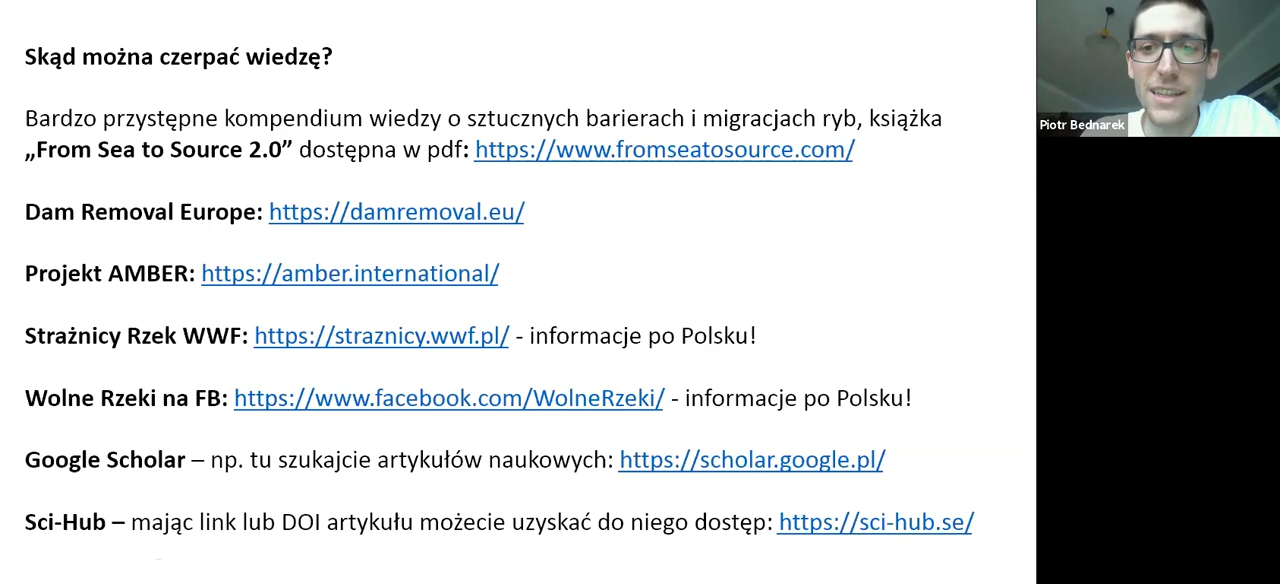 Skąd można czerpać wiedzę?
Bardzo przystępne kompendium wiedzy o sztucznych barierach i migracjach ryb, książka
„From Sea to Source 2.0” dostępna w pdf: https://www.fromseatosource.com/
Dam Removal Europe: https://damremoval.eu/
Projekt AMBER: https://amber.international/
Strażnicy Rzek WWF: https://straznicy.wwf.pl/ - informacje po Polsku!
Wolne Rzeki na FB: https://www.facebook.com/WolneRzeki/ - informacje po Polsku!
Google Scholar – np. tu szukajcie artykułów naukowych: https://scholar.google.pl/
Sci-Hub – mając link lub DOI artykułu możecie uzyskać do niego dostęp: https://sci-hub.se/
Piotr Bednarek